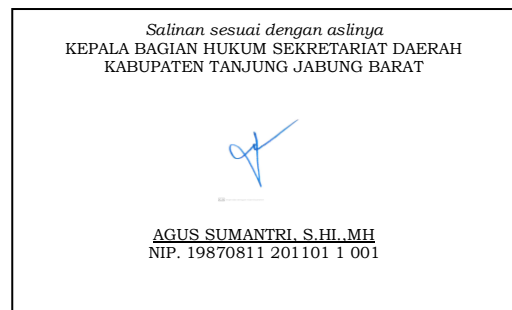 Salinan sesuai dengan aslinya
KEPALA BAGIAN HUKUM SEKRETARIAT DAERAH
KABUPATEN TANJUNG JABUNG BARAT
AGUS SUMANTRI, S.HI.,MH
NIP. 19870811 201101 1 001